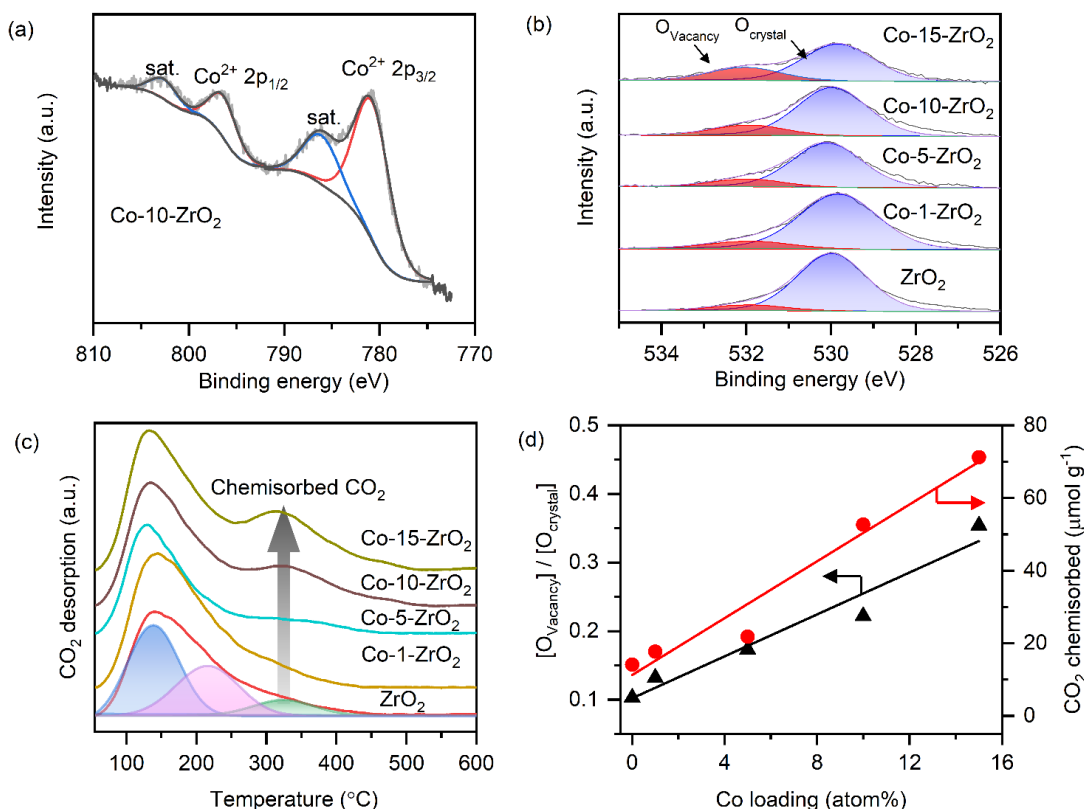 (a)
sat.
Co²⁺ 2p₁/₂
Co²⁺ 2p₃/₂
sat.
Co-10-ZrO₂
Intensity (a.u.)
810 800 790 780 770
Binding energy (eV)
(b)
O_Vacancy
O_crystal
Co-15-ZrO₂
Co-10-ZrO₂
Co-5-ZrO₂
Co-1-ZrO₂
ZrO₂
Intensity (a.u.)
534 532 530 528 526
Binding energy (eV)
(c)
Chemisorbed CO₂
Co-15-ZrO₂
Co-10-ZrO₂
Co-5-ZrO₂
Co-1-ZrO₂
ZrO₂
CO₂ desorption (a.u.)
100 200 300 400 500 600
Temperature (°C)
(d)
0.5
0.4
0.3
0.2
0.1
[O_Vacancy] / [O_crystal]
80
60
40
20
0
CO₂ chemisorbed (μmol g⁻¹)
0 4 8 12 16
Co loading (atom%)